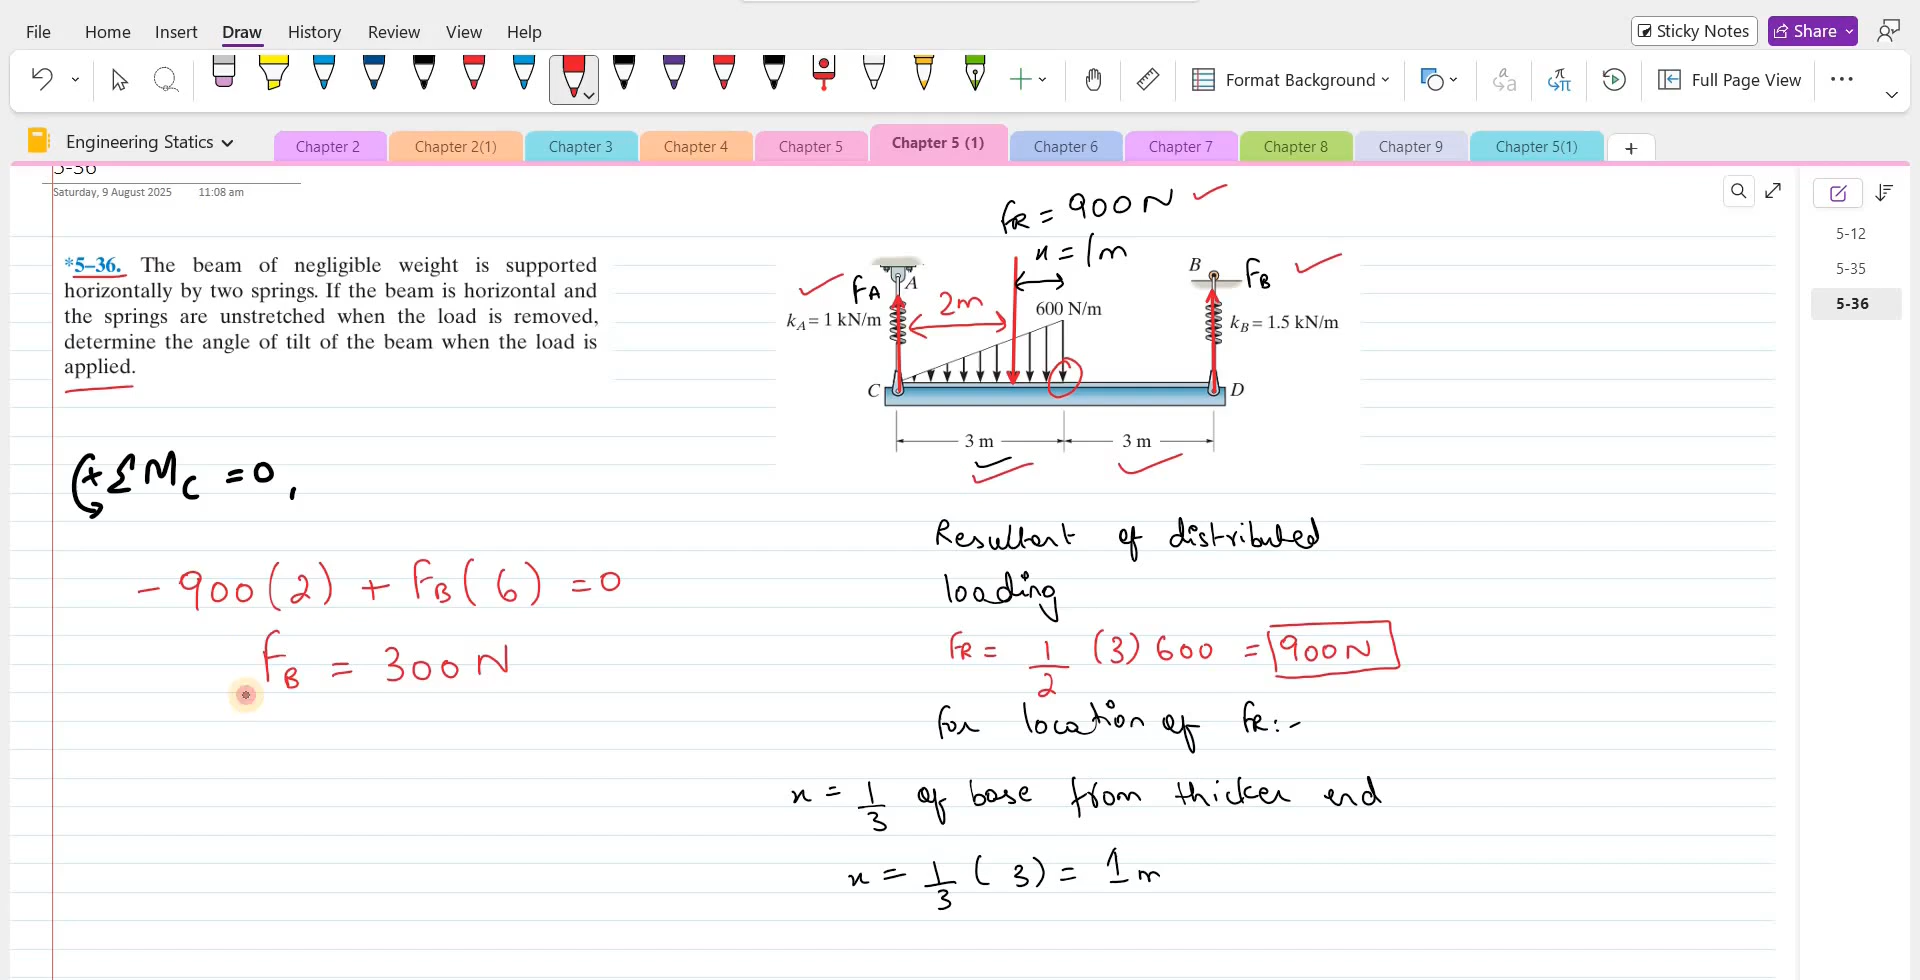 File Home Insert Draw History Review View Help
Sticky Notes Share
Format Background Full Page View
Engineering Statics Chapter 2 Chapter 2(1) Chapter 3 Chapter 4 Chapter 5 Chapter 5 (1) Chapter 6 Chapter 7 Chapter 8 Chapter 9 Chapter 5(1) +
5-36
Saturday, 9 August 2025 11:08 am
5-12
5-35
5-36
*5–36. The beam of negligible weight is supported
horizontally by two springs. If the beam is horizontal and
the springs are unstretched when the load is removed,
determine the angle of tilt of the beam when the load is
applied.
FR = 900 N
x = 1m
A
FA
B
FB
2m
600 N/m
kA = 1 kN/m
kB = 1.5 kN/m
C
D
3 m
3 m
+ΣMC = 0,
- 900(2) + FB(6) = 0
FB = 300 N
Resultant of distributed
loading
FR = 1/2 (3) 600 = 900 N
For location of FR:-
x = 1/3 of base from thicker end
x = 1/3 (3) = 1 m